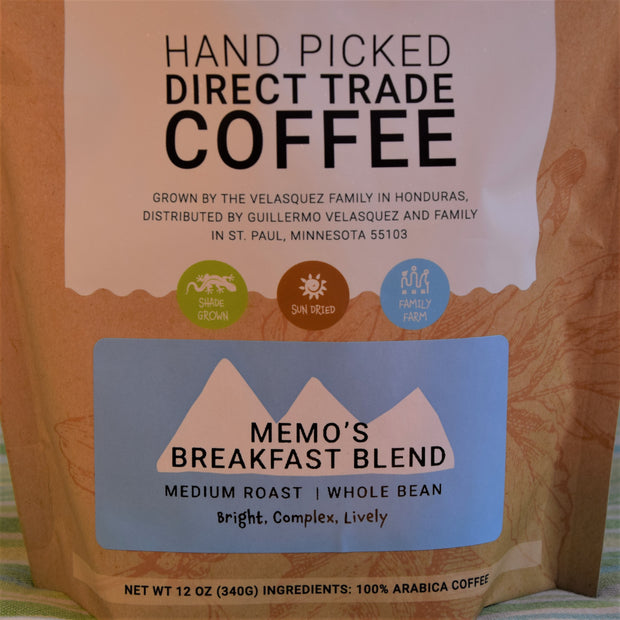 HAND PICKED
DIRECT TRADE
COFFEE
GROWN BY THE VELASQUEZ FAMILY IN HONDURAS,
DISTRIBUTED BY GUILLERMO VELASQUEZ AND FAMILY
IN ST. PAUL, MINNESOTA 55103
SHADE
GROWN
SUN DRIED
FAMILY
FARM
MEMO'S
BREAKFAST BLEND
MEDIUM ROAST | WHOLE BEAN
Bright, Complex, Lively
NET WT 12 OZ (340G) INGREDIENTS: 100% ARABICA COFFEE